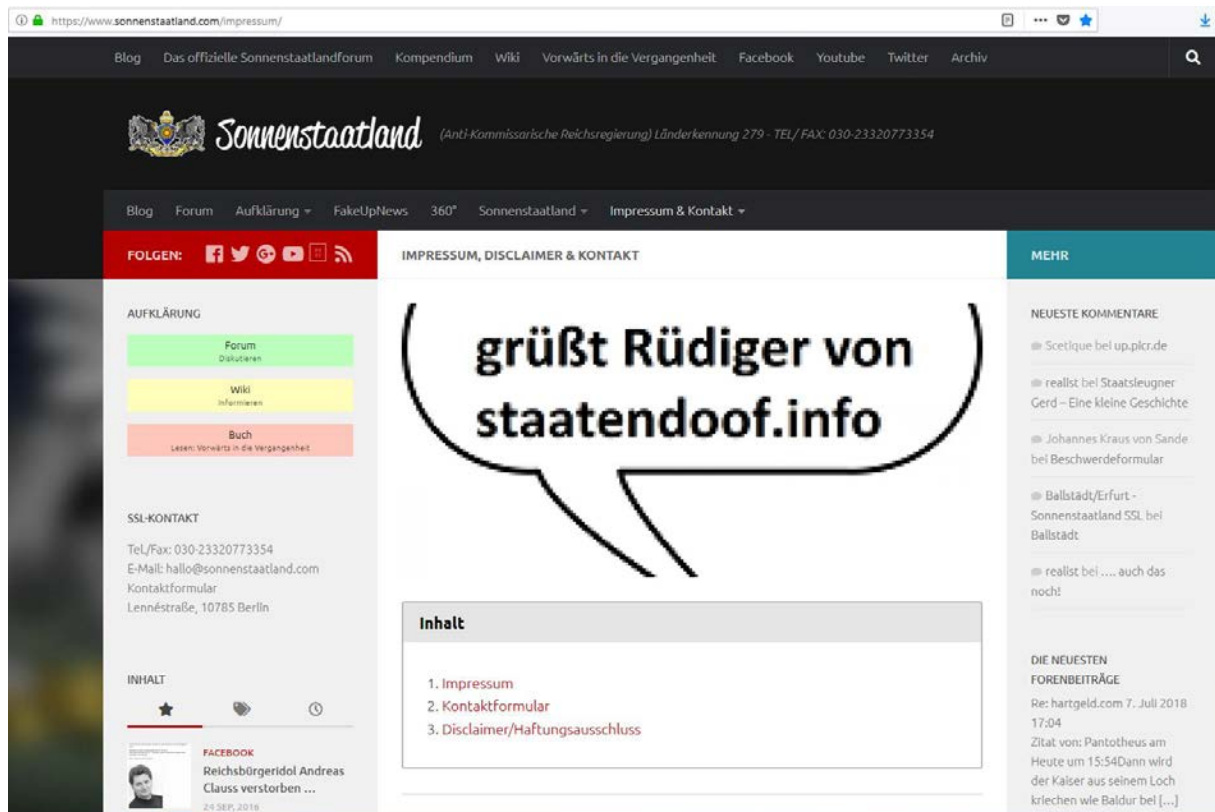 https://www.sonnenstaatland.com/impressum/
Blog Das offizielle Sonnenstaatlandforum Kompendium Wiki Vorwärts in die Vergangenheit Facebook Youtube Twitter Archiv
Sonnenstaatland (Anti-Kommissarische Reichsregierung) Länderkennung 279 - TEL/ FAX: 030-23320773354
Blog Forum Aufklärung FakeUpNews 360° Sonnenstaatland Impressum & Kontakt
FOLGEN:
AUFKLÄRUNG
Forum
Diskutieren
Wiki
Informieren
Buch
Lesen: Vorwärts in die Vergangenheit
SSL-KONTAKT
Tel./Fax: 030-23320773354
E-Mail: hallo@sonnenstaatland.com
Kontaktformular
Lennéstraße, 10785 Berlin
INHALT
FACEBOOK
Reichsbürgeridol Andreas
Clauss verstorben ...
24 SEP, 2016
IMPRESSUM, DISCLAIMER & KONTAKT
grüßt Rüdiger von
staatendoof.info
Inhalt
1. Impressum
2. Kontaktformular
3. Disclaimer/Haftungsausschluss
MEHR
NEUESTE KOMMENTARE
Scetique bei up.picr.de
realist bei Staatsleugner
Gerd – Eine kleine Geschichte
Johannes Kraus von Sande
bei Beschwerdeformular
Ballstädt/Erfurt -
Sonnenstaatland SSL bei
Ballstädt
realist bei .... auch das
noch!
DIE NEUESTEN
FORENBEITRÄGE
Re: hartgeld.com 7. Juli 2018
17:04
Zitat von: Pantotheus am
Heute um 15:54Dann wird
der Kaiser aus seinem Loch
kriechen wie Baldur bei [...]